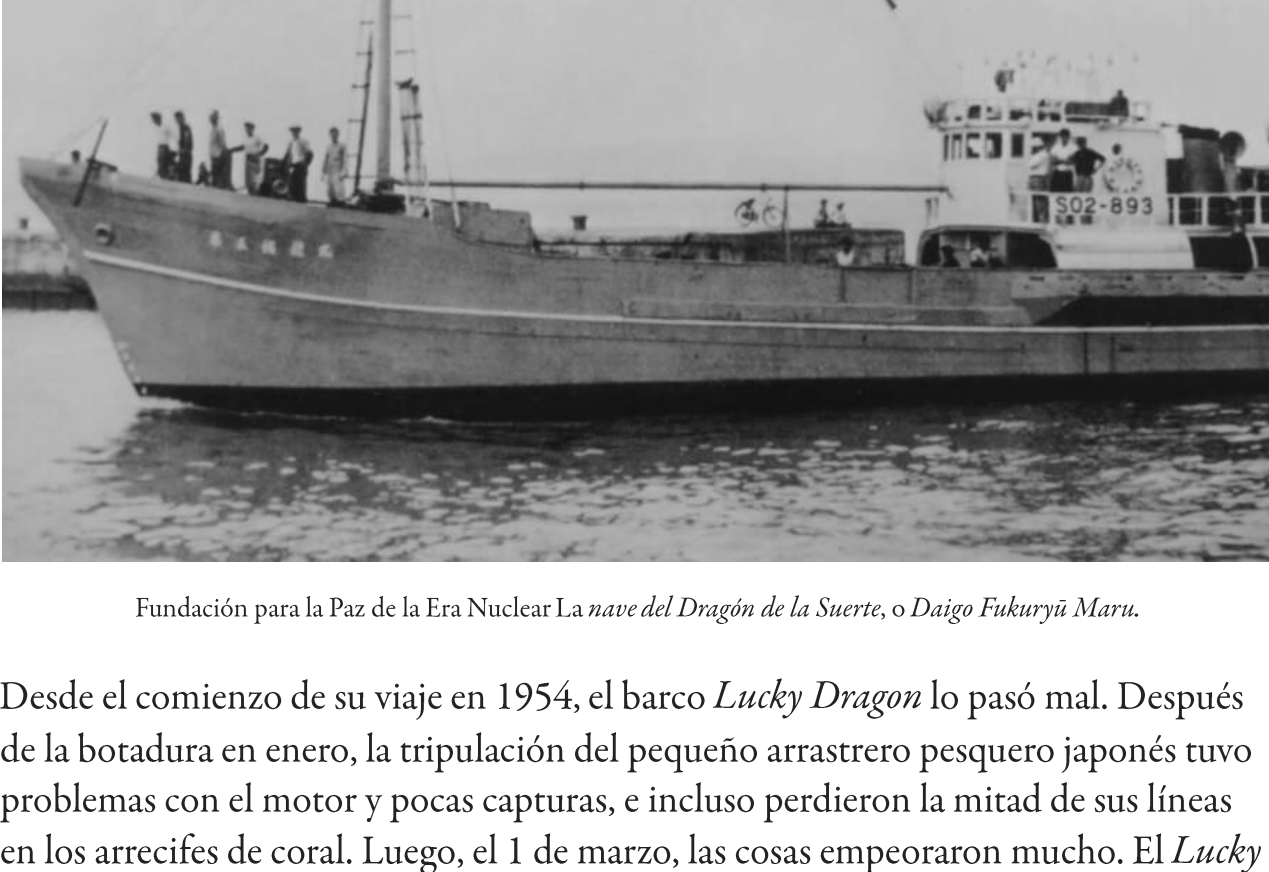 SO2-893
Fundación para la Paz de la Era Nuclear La nave del Dragón de la Suerte, o Daigo Fukuryū Maru.
Desde el comienzo de su viaje en 1954, el barco Lucky Dragon lo pasó mal. Después
de la botadura en enero, la tripulación del pequeño arrastrero pesquero japonés tuvo
problemas con el motor y pocas capturas, e incluso perdieron la mitad de sus líneas
en los arrecifes de coral. Luego, el 1 de marzo, las cosas empeoraron mucho. El Lucky